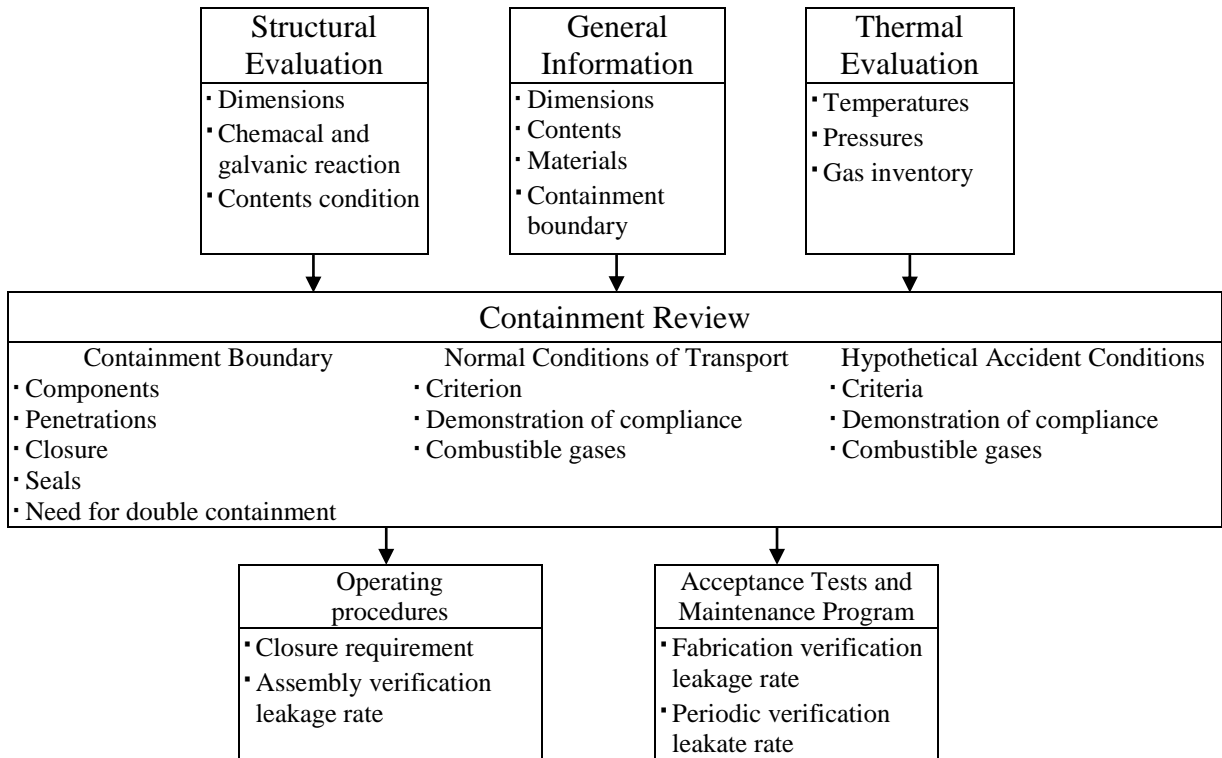 Structural
Evaluation
▪ Dimensions
▪ Chemacal and
galvanic reaction
▪ Contents condition
General
Information
▪ Dimensions
▪ Contents
▪ Materials
▪ Containment
boundary
Thermal
Evaluation
▪ Temperatures
▪ Pressures
▪ Gas inventory
Containment Review
Containment Boundary
▪ Components
▪ Penetrations
▪ Closure
▪ Seals
▪ Need for double containment
Normal Conditions of Transport
▪ Criterion
▪ Demonstration of compliance
▪ Combustible gases
Hypothetical Accident Conditions
▪ Criteria
▪ Demonstration of compliance
▪ Combustible gases
Operating
procedures
▪ Closure requirement
▪ Assembly verification
leakage rate
Acceptance Tests and
Maintenance Program
▪ Fabrication verification
leakage rate
▪ Periodic verification
leakate rate